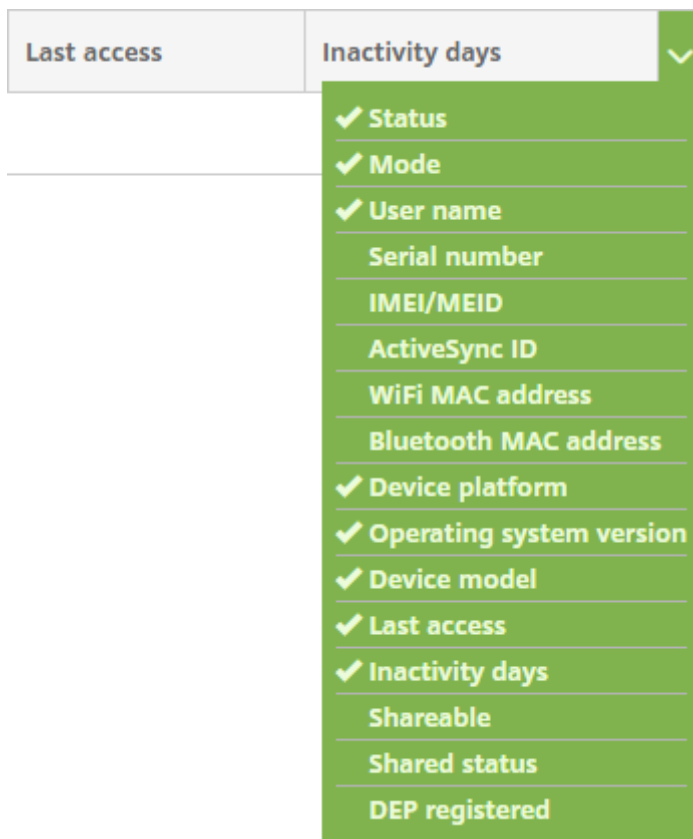 Last access Inactivity days
Status
Mode
User name
Serial number
IMEI/MEID
ActiveSync ID
WiFi MAC address
Bluetooth MAC address
Device platform
Operating system version
Device model
Last access
Inactivity days
Shareable
Shared status
DEP registered